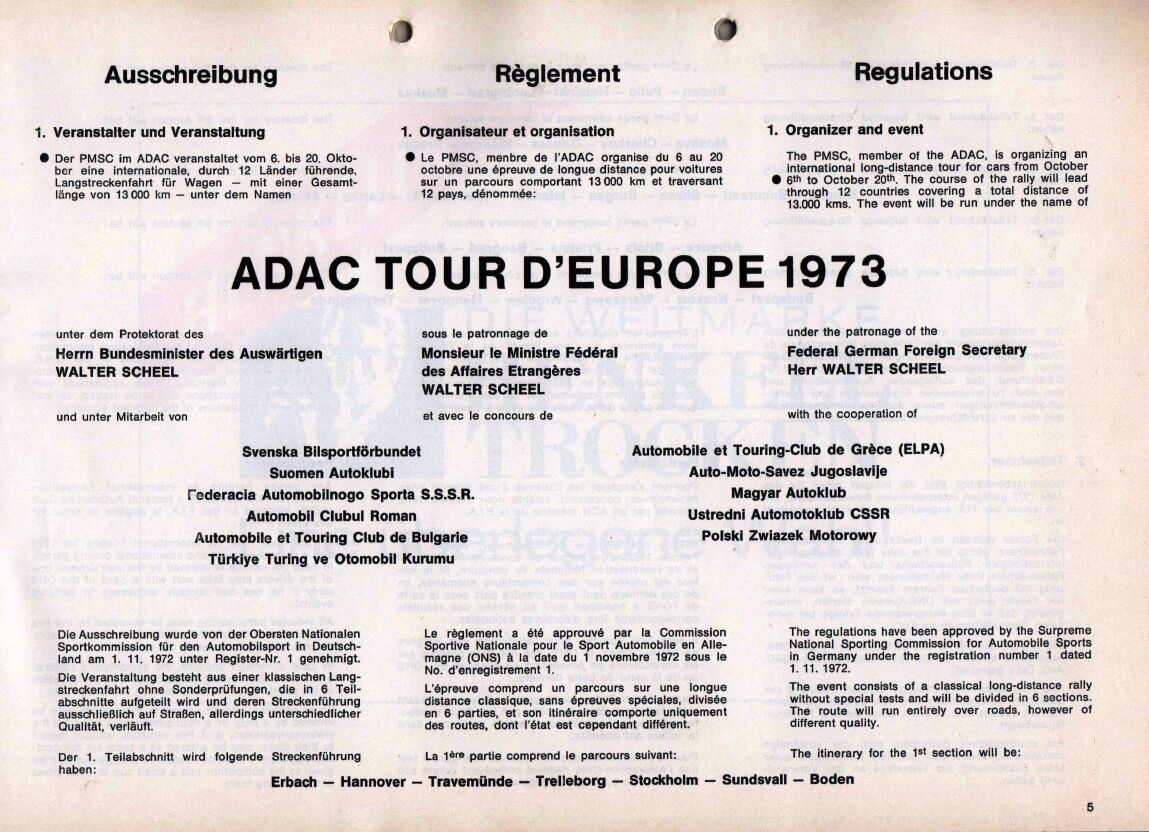 Ausschreibung
1. Veranstalter und Veranstaltung
● Der PMSC im ADAC veranstaltet vom 6. bis 20. Okto-
ber eine internationale, durch 12 Länder führende,
Langstreckenfahrt für Wagen — mit einer Gesamt-
länge von 13 000 km — unter dem Namen
Règlement
1. Organisateur et organisation
● Le PMSC, menbre de l'ADAC organise du 6 au 20
octobre une épreuve de longue distance pour voitures
sur un parcours comportant 13 000 km et traversant
12 pays, dénommée:
Regulations
1. Organizer and event
The PMSC, member of the ADAC, is organizing an
international long-distance tour for cars from October
● 6th to October 20th. The course of the rally will lead
through 12 countries covering a total distance of
13.000 kms. The event will be run under the name of
ADAC TOUR D'EUROPE 1973
unter dem Protektorat des
Herrn Bundesminister des Auswärtigen
WALTER SCHEEL
und unter Mitarbeit von
sous le patronnage de
Monsieur le Ministre Fédéral
des Affaires Etrangères
WALTER SCHEEL
et avec le concours de
under the patronage of the
Federal German Foreign Secretary
Herr WALTER SCHEEL
with the cooperation of
Svenska Bilsportförbundet
Suomen Autoklubi
Federacia Automobilnogo Sporta S.S.S.R.
Automobil Clubul Roman
Automobile et Touring Club de Bulgarie
Türkiye Turing ve Otomobil Kurumu
Automobile et Touring-Club de Grèce (ELPA)
Auto-Moto-Savez Jugoslavije
Magyar Autoklub
Ustredni Automotoklub CSSR
Polski Zwiazek Motorowy
Die Ausschreibung wurde von der Obersten Nationalen
Sportkommission für den Automobilsport in Deutsch-
land am 1. 11. 1972 unter Register-Nr. 1 genehmigt.
Die Veranstaltung besteht aus einer klassischen Lang-
streckenfahrt ohne Sonderprüfungen, die in 6 Teil-
abschnitte aufgeteilt wird und deren Streckenführung
ausschließlich auf Straßen, allerdings unterschiedlicher
Qualität, verläuft.
Der 1. Teilabschnitt wird folgende Streckenführung
haben:
Le règlement a été approuvé par la Commission
Sportive Nationale pour le Sport Automobile en Alle-
magne (ONS) à la date du 1 novembre 1972 sous le
No. d'enregistrement 1.
L'épreuve comprend un parcours sur une longue
distance classique, sans épreuves spéciales, divisée
en 6 parties, et son itinéraire comporte uniquement
des routes, dont l'état est cependant différent.
La 1ère partie comprend le parcours suivant:
The regulations have been approved by the Surpreme
National Sporting Commission for Automobile Sports
in Germany under the registration number 1 dated
1. 11. 1972.
The event consists of a classical long-distance rally
without special tests and will be divided in 6 sections.
The route will run entirely over roads, however of
different quality.
The itinerary for the 1st section will be:
Erbach — Hannover — Travemünde — Trelleborg — Stockholm — Sundsvall — Boden
5